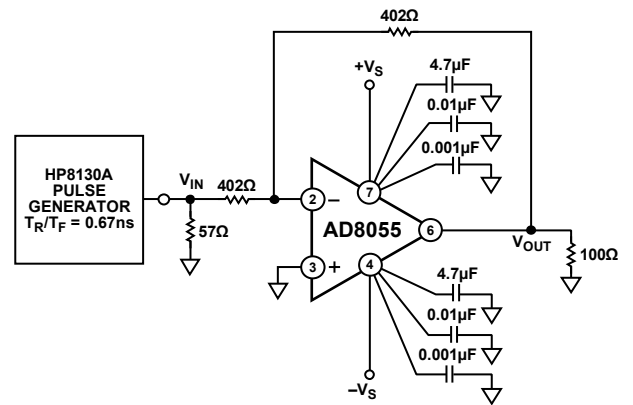 402Ω
4.7µF
+VS
0.01µF
0.001µF
HP8130A
PULSE
GENERATOR
TR/TF = 0.67ns
VIN
402Ω
57Ω
2
−
7
AD8055
6
VOUT
100Ω
3
+
4
4.7µF
0.01µF
0.001µF
−VS